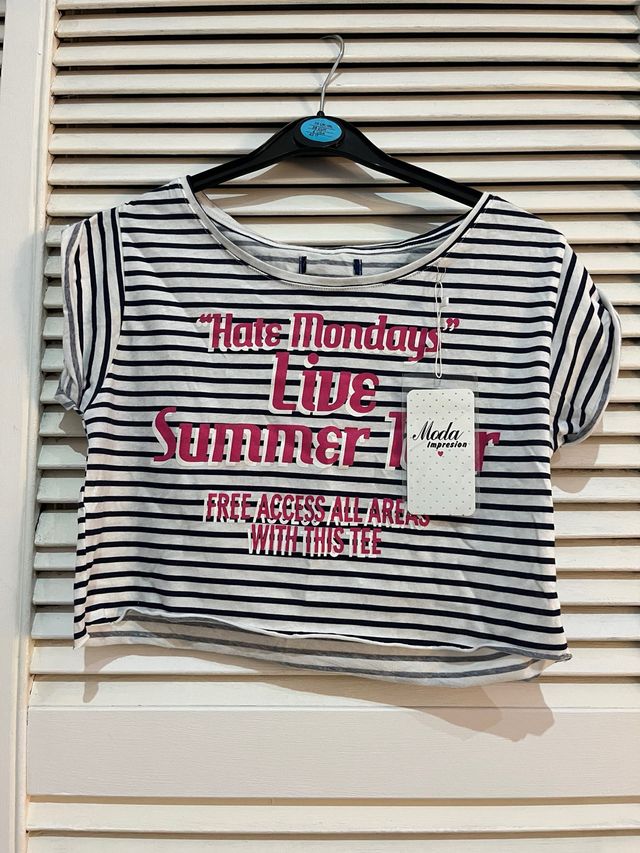 "Hate Mondays"
Live
Summer
Moda
impresion
FREE ACCESS ALL AREAS
WITH THIS TEE